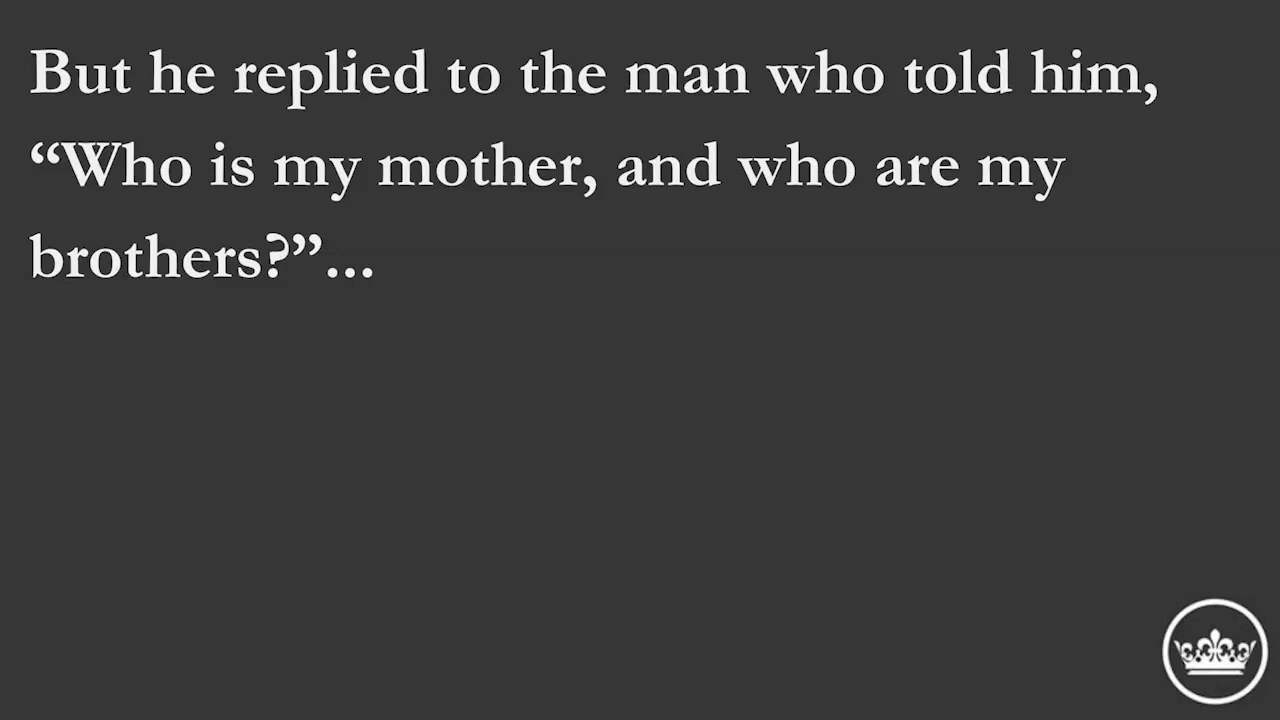 But he replied to the man who told him,
“Who is my mother, and who are my
brothers?”...